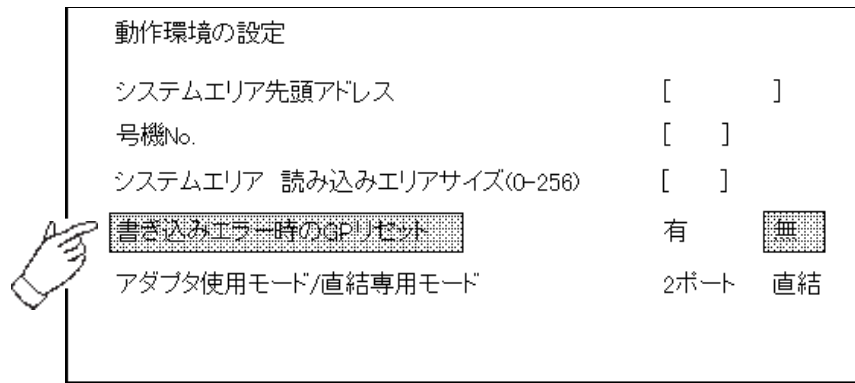 動作環境の設定
システムエリア先頭アドレス [ ]
号機No. [ ]
システムエリア 読み込みエリアサイズ(0-256) [ ]
書き込みエラー時のGPリセット 有 無
アダプタ使用モード/直結専用モード 2ポート 直結